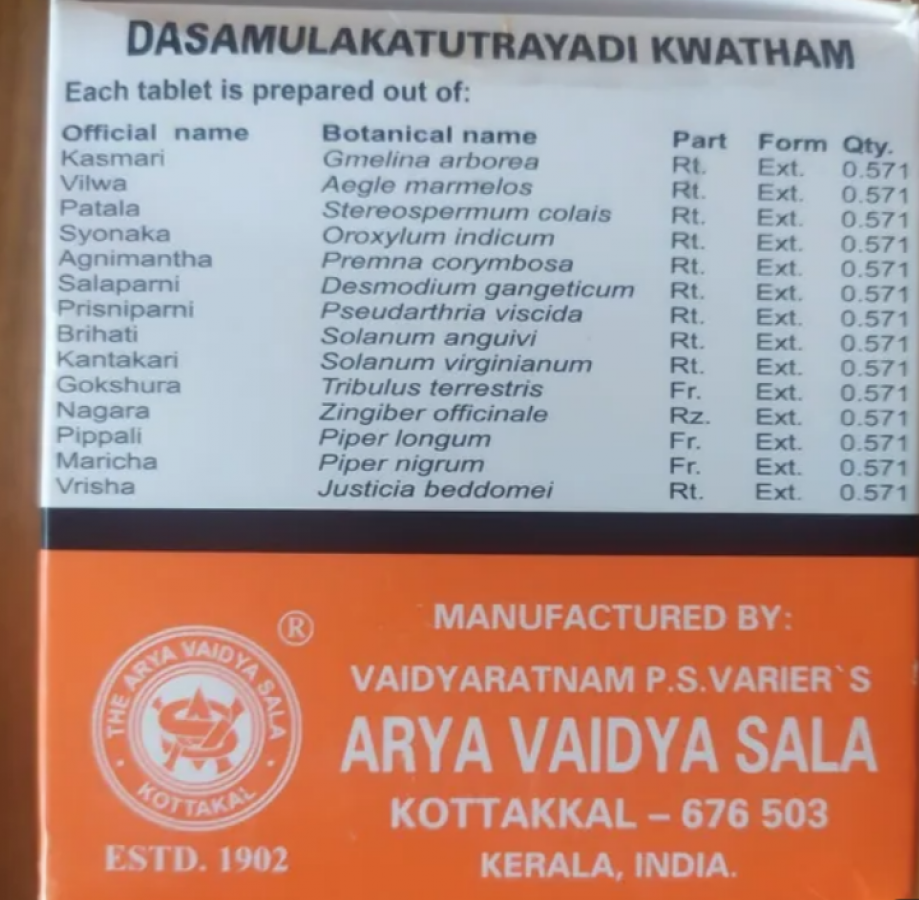 DASAMULAKATUTRAYADI KWATHAM
Each tablet is prepared out of:
Official name Botanical name Part Form Qty.
Kasmari Gmelina arborea Rt. Ext. 0.571
Vilwa Aegle marmelos Rt. Ext. 0.571
Patala Stereospermum colais Rt. Ext. 0.571
Syonaka Oroxylum indicum Rt. Ext. 0.571
Agnimantha Premna corymbosa Rt. Ext. 0.571
Salaparni Desmodium gangeticum Rt. Ext. 0.571
Prisniparni Pseudarthria viscida Rt. Ext. 0.571
Brihati Solanum anguivi Rt. Ext. 0.571
Kantakari Solanum virginianum Rt. Ext. 0.571
Gokshura Tribulus terrestris Fr. Ext. 0.571
Nagara Zingiber officinale Rz. Ext. 0.571
Pippali Piper longum Fr. Ext. 0.571
Maricha Piper nigrum Fr. Ext. 0.571
Vrisha Justicia beddomei Rt. Ext. 0.571
®
THE ARYA VAIDYA SALA
KOTTAKAL
ESTD. 1902
MANUFACTURED BY:
VAIDYARATNAM P.S.VARIER`S
ARYA VAIDYA SALA
KOTTAKKAL – 676 503
KERALA, INDIA.